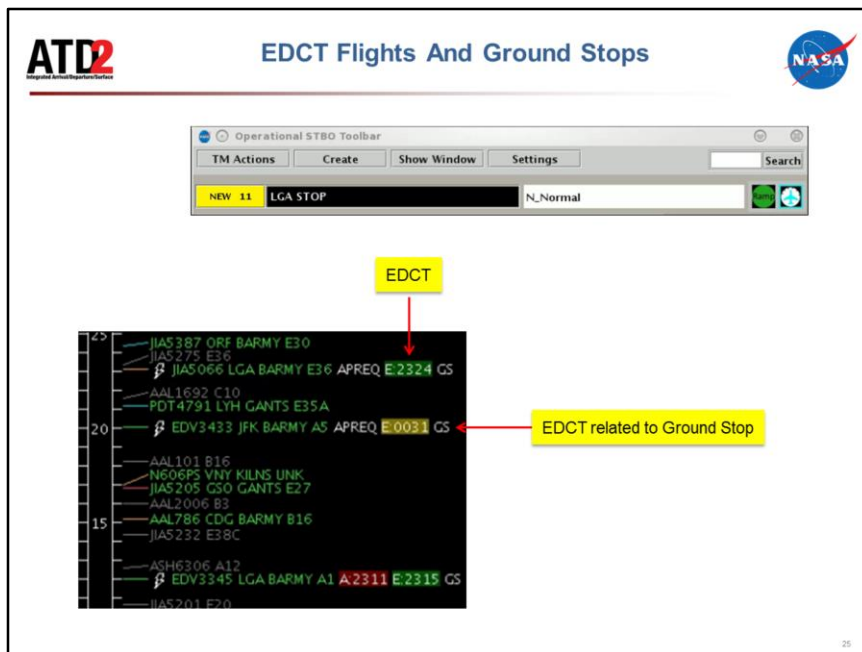 ATD2
Integrated Arrival/Departure/Surface
EDCT Flights And Ground Stops
NASA
Operational STBO Toolbar
TM Actions Create Show Window Settings Search
NEW 11 LGA STOP N_Normal Ramp
EDCT
25
JIA5387 ORF BARMY E30
JIA5275 E36
JIA5066 LGA BARMY E36 APREQ E:2324 GS
AAL1692 C10
PDT4791 LYH GANTS E35A
20 EDV3433 JFK BARMY A5 APREQ E:0031 GS
EDCT related to Ground Stop
AAL101 B16
N606PS VNY KILNS UNK
JIA5205 GSO GANTS E27
AAL2006 B3
15 AAL786 CDG BARMY B16
JIA5232 E38C
ASH6306 A12
EDV3345 LGA BARMY A1 A:2311 E:2315 GS
JIA5201 E20
25